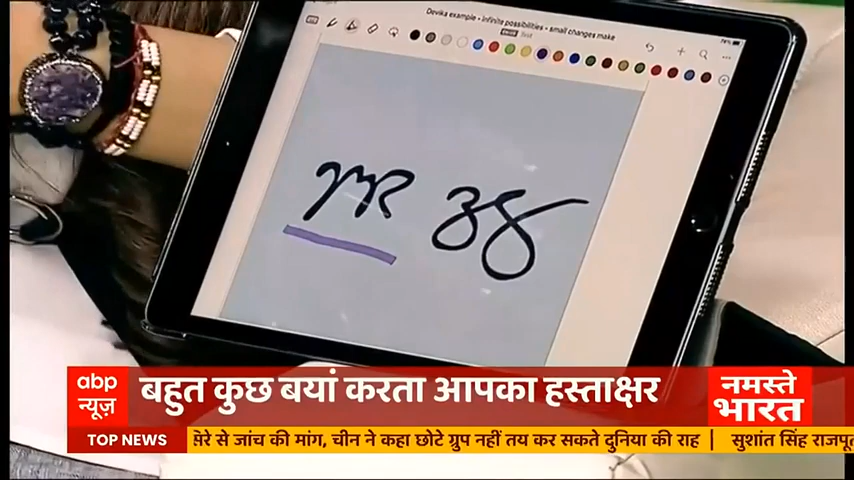 Devika example • Infinite possibilities • small changes make
abp
न्यूज़
बहुत कुछ बयां करता आपका हस्ताक्षर
नमस्ते
भारत
TOP NEWS
सिरे से जांच की मांग, चीन ने कहा छोटे ग्रुप नहीं तय कर सकते दुनिया की राह | सुशांत सिंह राजपूत